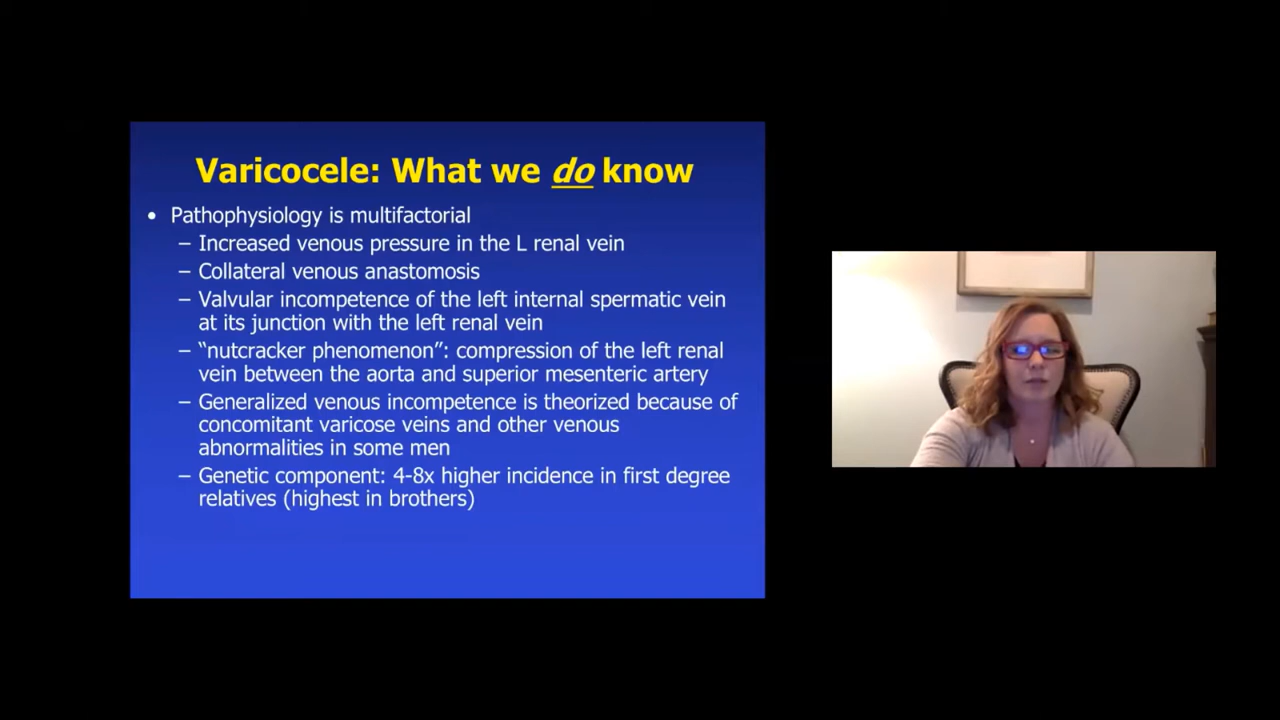 Varicocele: What we do know
• Pathophysiology is multifactorial
– Increased venous pressure in the L renal vein
– Collateral venous anastomosis
– Valvular incompetence of the left internal spermatic vein
at its junction with the left renal vein
– “nutcracker phenomenon”: compression of the left renal
vein between the aorta and superior mesenteric artery
– Generalized venous incompetence is theorized because of
concomitant varicose veins and other venous
abnormalities in some men
– Genetic component: 4-8x higher incidence in first degree
relatives (highest in brothers)